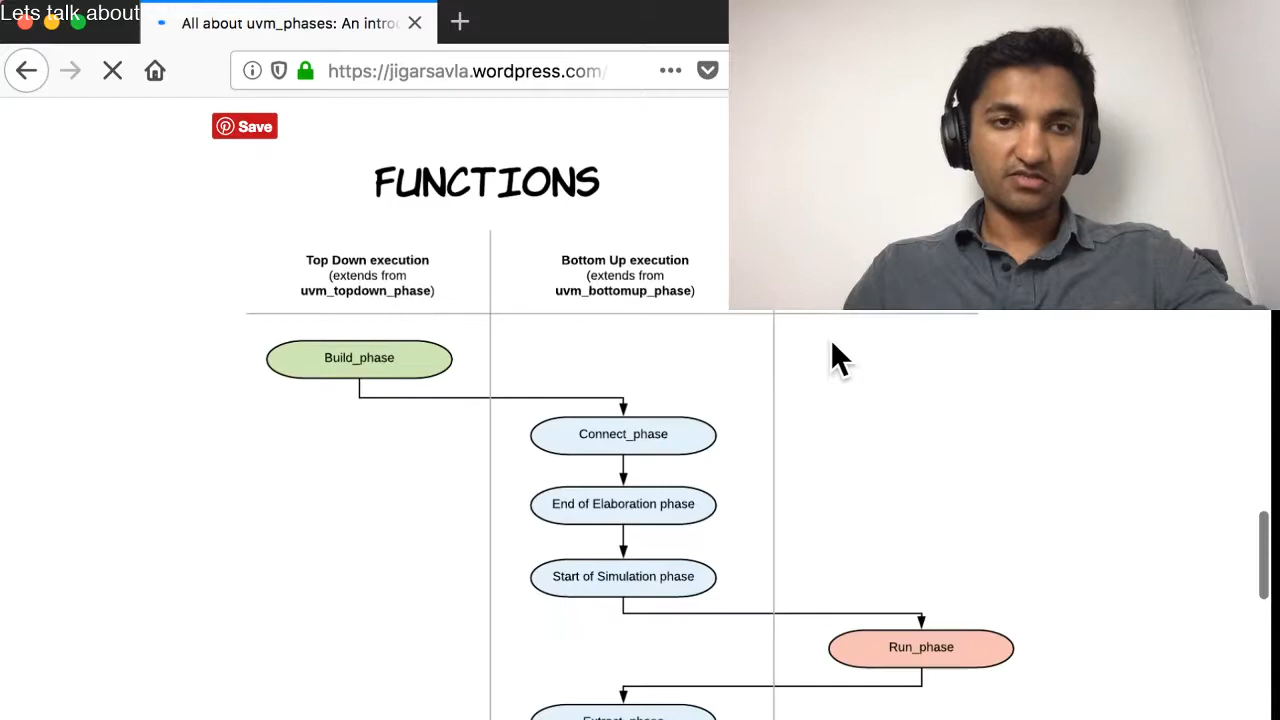 Lets talk about
All about uvm_phases: An intro
https://jigarsavla.wordpress.com/
Save
FUNCTIONS
Top Down execution
(extends from
uvm_topdown_phase)
Bottom Up execution
(extends from
uvm_bottomup_phase)
Build_phase
Connect_phase
End of Elaboration phase
Start of Simulation phase
Run_phase
Extract_phase